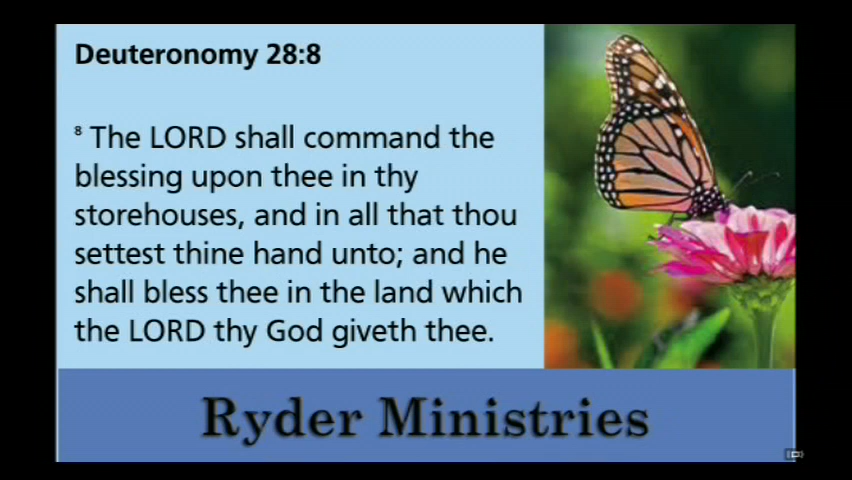 Deuteronomy 28:8
⁸ The LORD shall command the
blessing upon thee in thy
storehouses, and in all that thou
settest thine hand unto; and he
shall bless thee in the land which
the LORD thy God giveth thee.
Ryder Ministries